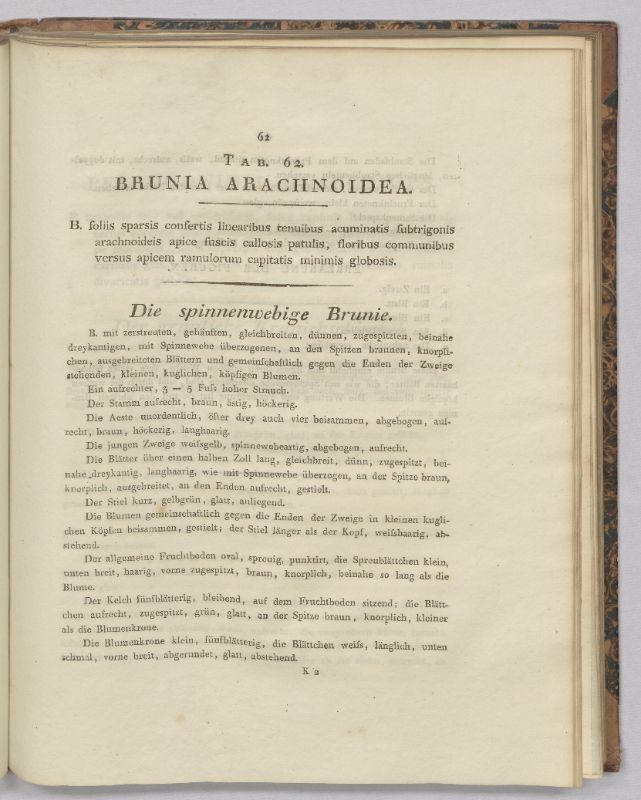 62
TAB. 62.
BRUNIA ARACHNOIDEA.
B. foliis sparsis confertis linearibus tenuibus acuminatis subtrigonis
arachnoideis apice fuscis callosis patulis, floribus communibus
versus apicem ramulorum capitatis minimis globosis.
Die spinnenwebige Brunie.
B. mit zerstreuten, gehäuften, gleichbreiten, dünnen, zugespitzten, beinahe
dreykantigen, mit Spinnewebe überzogenen, an den Spitzen braunen, knorpli-
chen, ausgebreiteten Blättern und gemeinschaftlich gegen die Enden der Zweige
stehenden, kleinen, kuglichen, köpfigen Blumen.
Ein aufrechter, 3 — 5 Fuſs hoher Strauch.
Der Stamm aufrecht, braun, ästig, höckerig.
Die Aeste unordentlich, öfter drey auch vier beisammen, abgebogen, auf-
recht, braun, höckerig, langhaarig.
Die jungen Zweige weiſsgelb, spinnewebeartig, abgebogen, aufrecht.
Die Blätter über einen halben Zoll lang, gleichbreit, dünn, zugespitzt, bei-
nahe dreykantig, langhaarig, wie mit Spinnewebe überzogen, an der Spitze braun,
knorplich, ausgebreitet, an den Enden aufrecht, gestielt.
Der Stiel kurz, gelbgrün, glatt, anliegend.
Die Blumen gemeinschaftlich gegen die Enden der Zweige in kleinen kugli-
chen Köpfen beisammen, gestielt; der Stiel länger als der Kopf, weiſshaarig, ab-
stehend.
Der allgemeine Fruchtboden oval, spreuig, punktirt, die Spreublättchen klein,
unten breit, haarig, vorne zugespitzt, braun, knorplich, beinahe so lang als die
Blume.
Der Kelch fünfblätterig, bleibend, auf dem Fruchtboden sitzend; die Blätt-
chen aufrecht, zugespitzt, grün, glatt, an der Spitze braun, knorplich, kleiner
als die Blumenkrone.
Die Blumenkrone klein, fünfblätterig, die Blättchen weiſs, länglich, unten
schmal, vorne breit, abgerundet, glatt, abstehend.
K 2